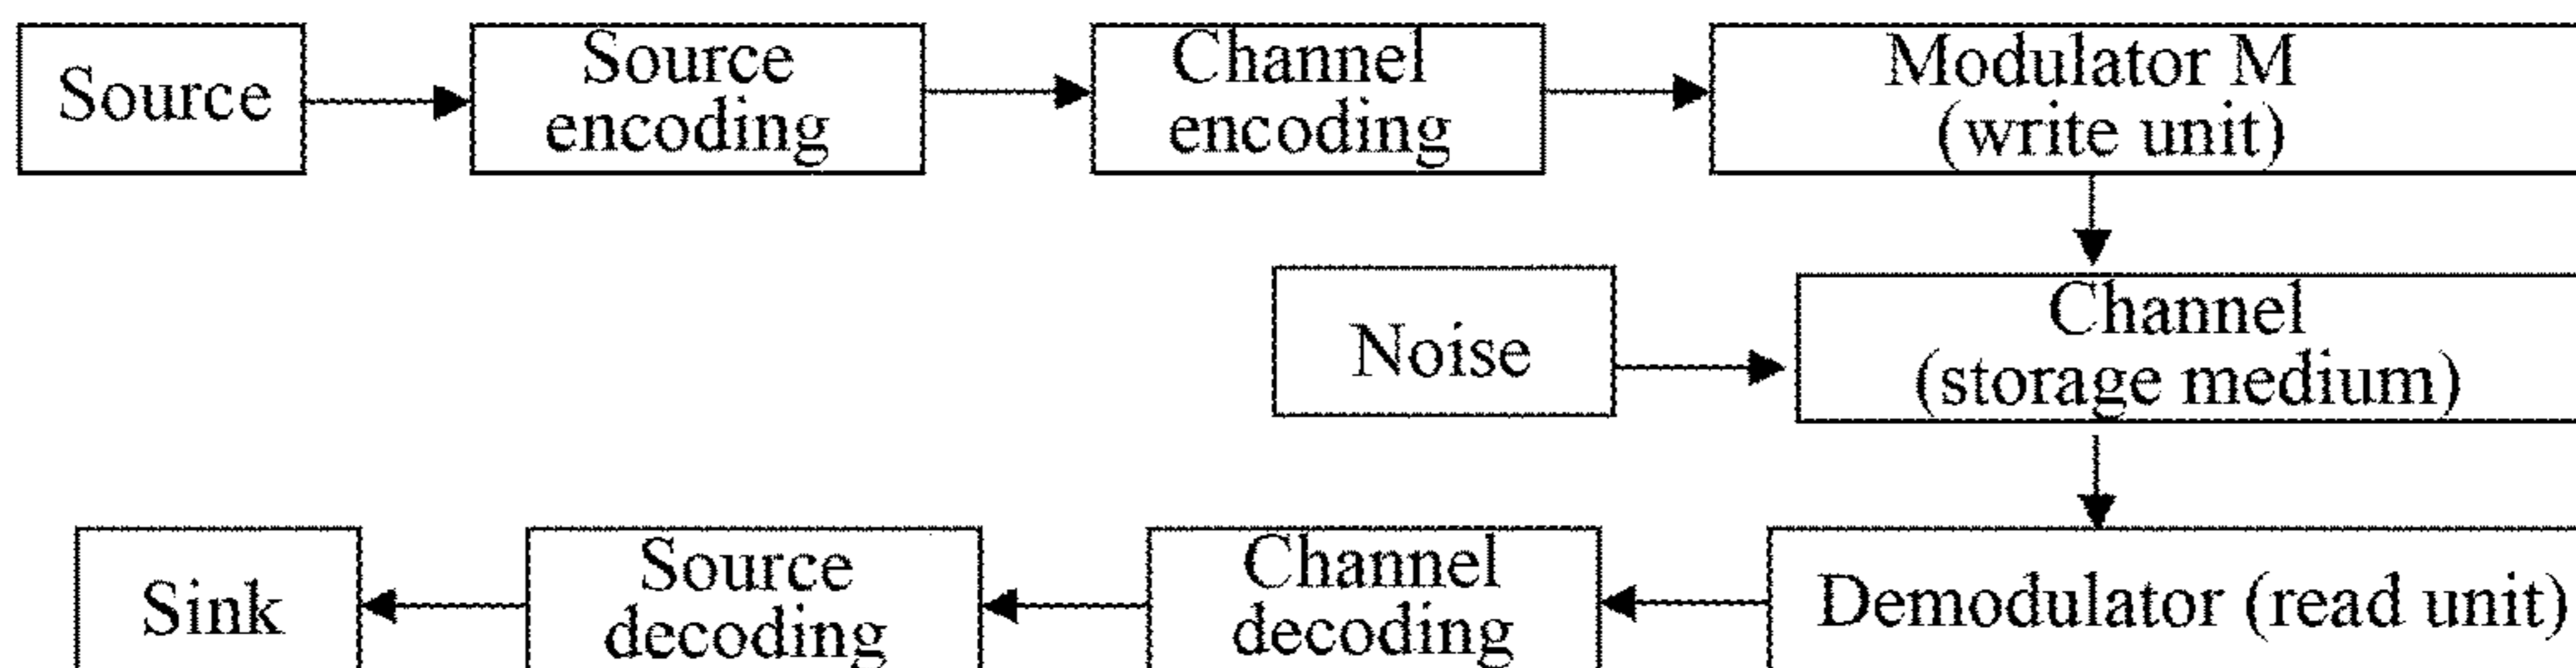 Source
Source
encoding
Channel
encoding
Modulator M
(write unit)
Noise
Channel
(storage medium)
Sink
Source
decoding
Channel
decoding
Demodulator (read unit)